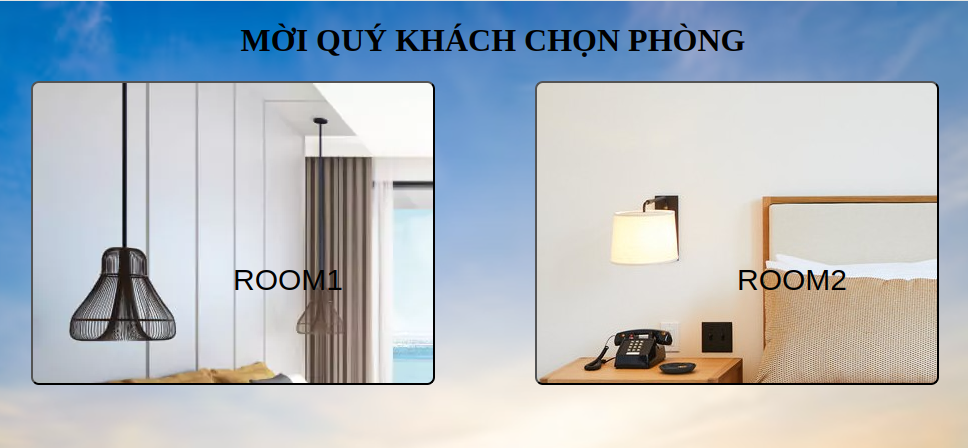 MỜI QUÝ KHÁCH CHỌN PHÒNG
ROOM1
ROOM2